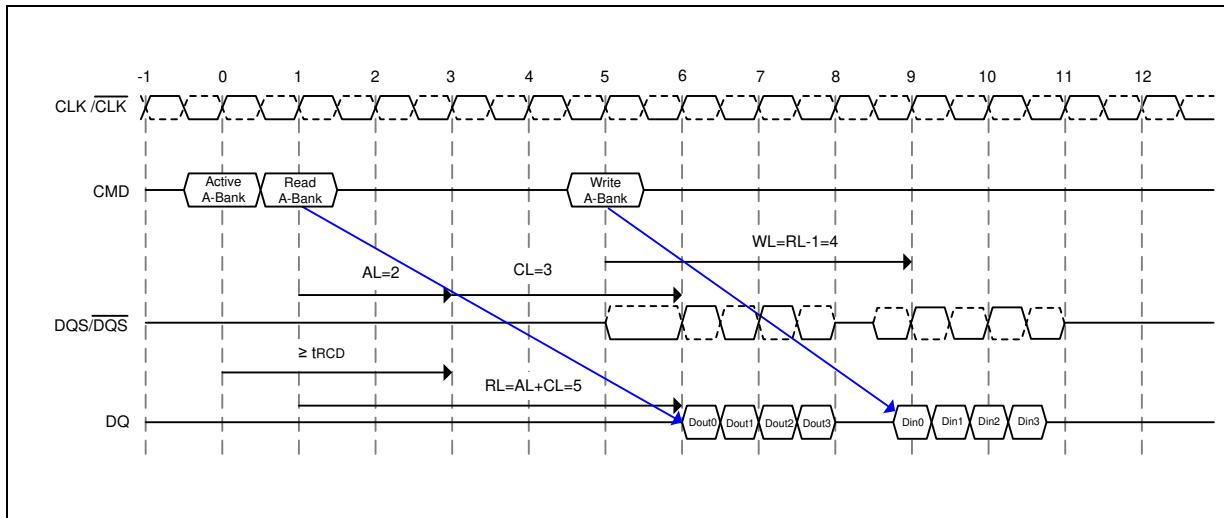 -1 0 1 2 3 4 5 6 7 8 9 10 11 12
CLK /CLK
CMD
Active
A-Bank
Read
A-Bank
Write
A-Bank
WL=RL-1=4
AL=2
CL=3
DQS/DQS
≥ tRCD
RL=AL+CL=5
DQ
Dout0 Dout1 Dout2 Dout3 Din0 Din1 Din2 Din3